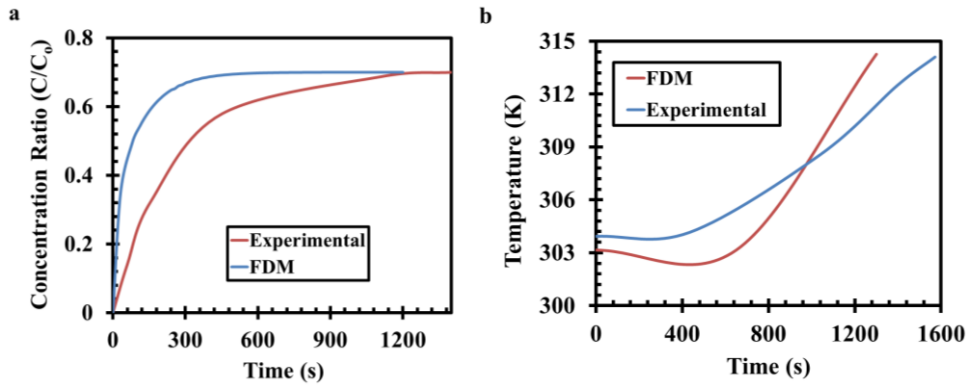 a
Concentration Ratio (C/Co)
0.8
0.6
0.4
0.2
0
0
300
600
900
1200
Time (s)
Experimental
FDM
b
Temperature (K)
315
312
309
306
303
300
0
400
800
1200
1600
Time (s)
FDM
Experimental